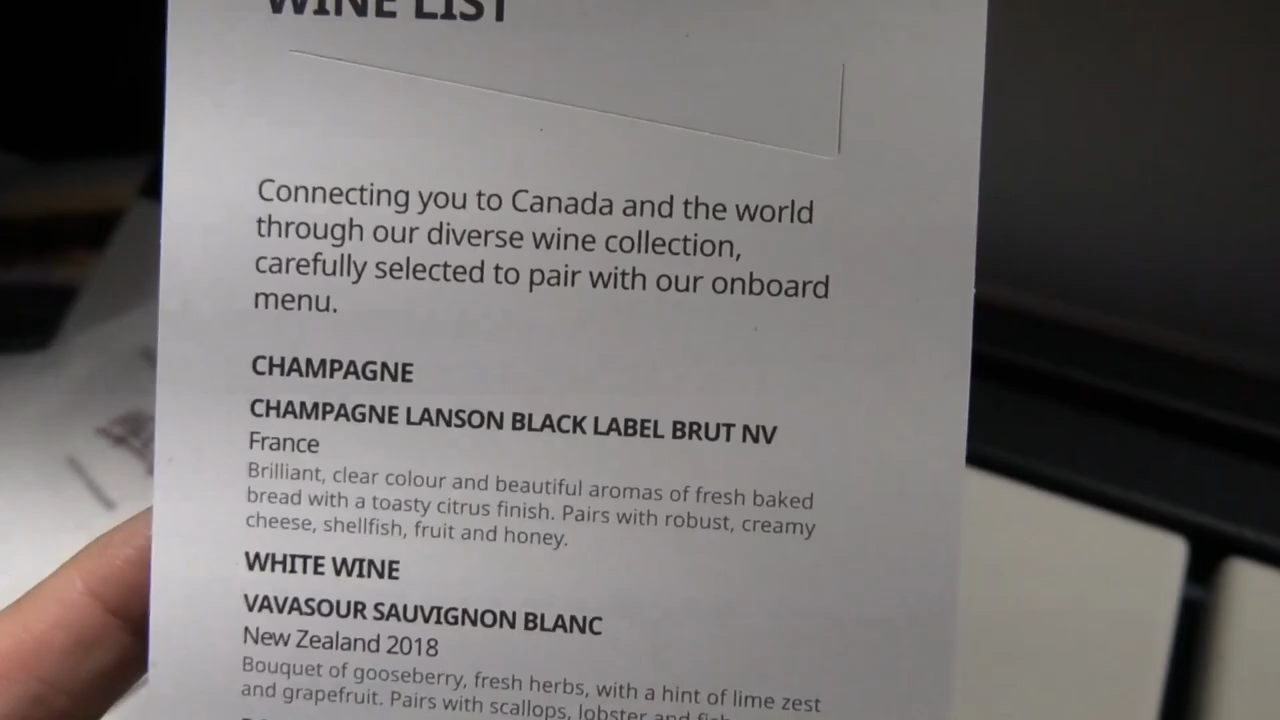 WINE LIST
Connecting you to Canada and the world
through our diverse wine collection,
carefully selected to pair with our onboard
menu.
CHAMPAGNE
CHAMPAGNE LANSON BLACK LABEL BRUT NV
France
Brilliant, clear colour and beautiful aromas of fresh baked
bread with a toasty citrus finish. Pairs with robust, creamy
cheese, shellfish, fruit and honey.
WHITE WINE
VAVASOUR SAUVIGNON BLANC
New Zealand 2018
Bouquet of gooseberry, fresh herbs, with a hint of lime zest
and grapefruit. Pairs with scallops, lobster and fish